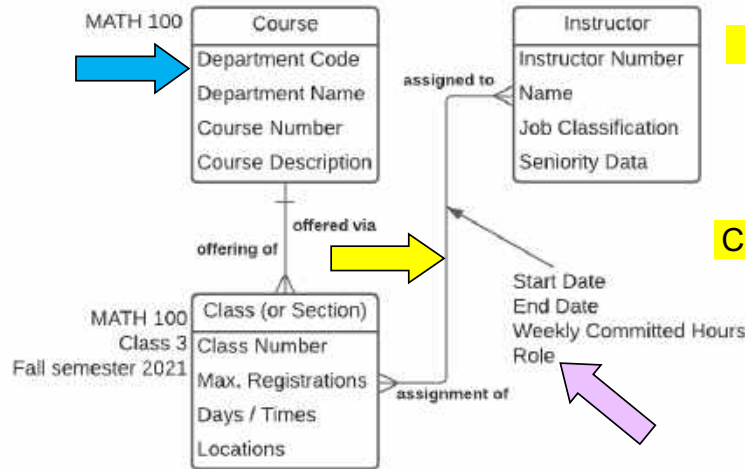 MATH 100
Course
Department Code
Department Name
Course Number
Course Description
Instructor
Instructor Number
Name
Job Classification
Seniority Data
assigned to
offered via
offering of
C
Start Date
End Date
Weekly Committed Hours
Role
MATH 100
Class 3
Fall semester 2021
Class (or Section)
Class Number
Max. Registrations
Days / Times
Locations
assignment of